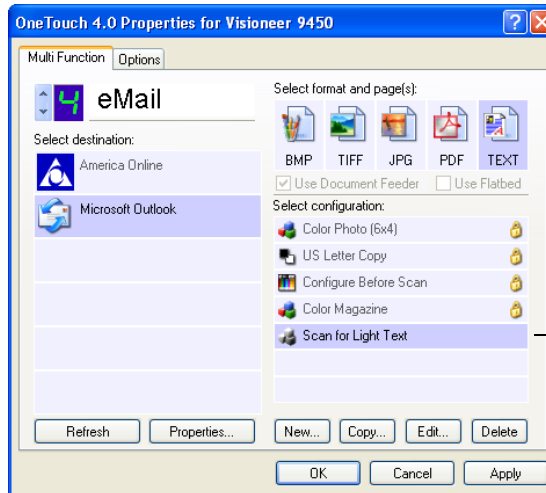 OneTouch 4.0 Properties for Visioneer 9450
Multi Function
Options
4
eMail
Select destination:
America Online
Microsoft Outlook
Refresh
Properties...
Select format and page(s):
BMP TIFF JPG PDF TEXT
Use Document Feeder
Use Flatbed
Select configuration:
Color Photo (6x4)
US Letter Copy
Configure Before Scan
Color Magazine
Scan for Light Text
New...
Copy...
Edit...
Delete
OK
Cancel
Apply